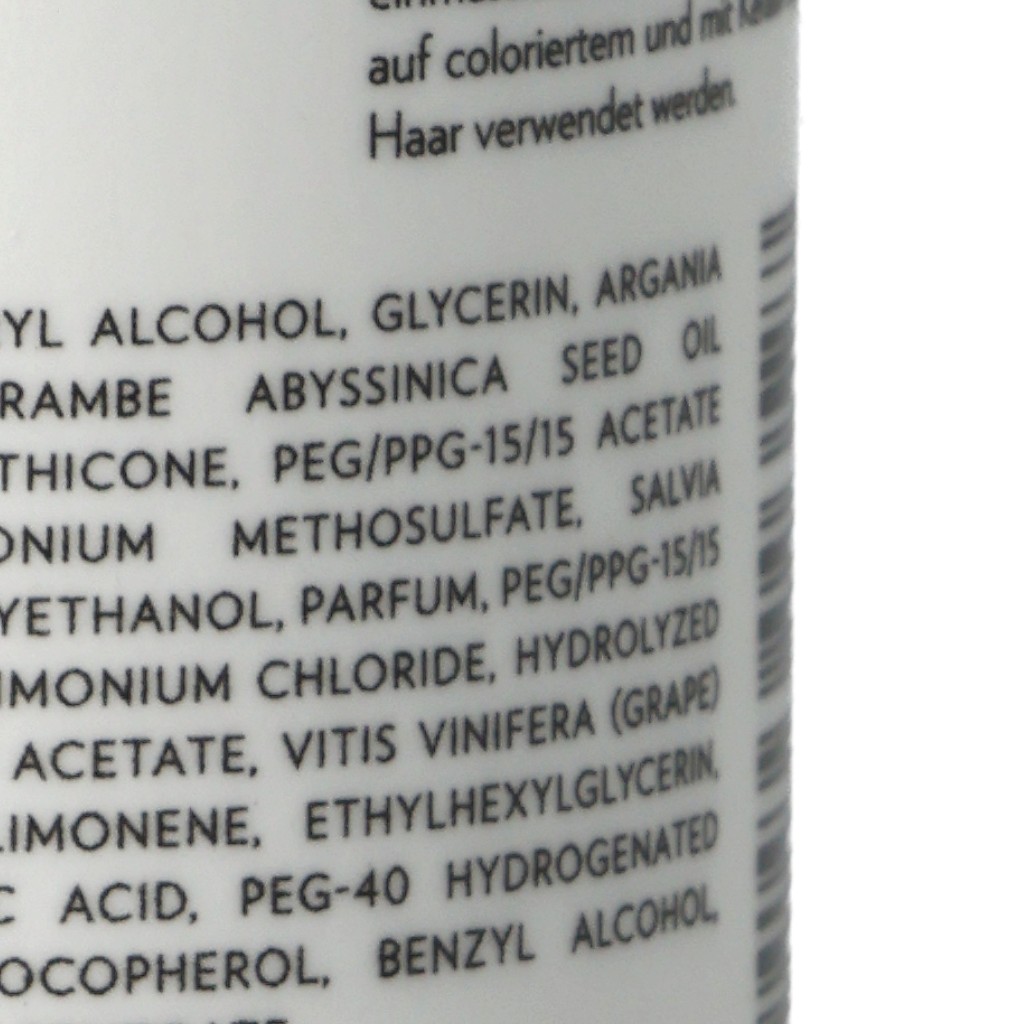 auf coloriertem und mit
Haar verwendet werden.
YL ALCOHOL, GLYCERIN, ARGANIA
RAMBE ABYSSINICA SEED OIL
THICONE, PEG/PPG-15/15 ACETATE
ONIUM METHOSULFATE, SALVIA
YETHANOL, PARFUM, PEG/PPG-15/15
MONIUM CHLORIDE, HYDROLYZED
ACETATE, VITIS VINIFERA (GRAPE)
LIMONENE, ETHYLHEXYLGLYCERIN,
C ACID, PEG-40 HYDROGENATED
OCOPHEROL, BENZYL ALCOHOL,